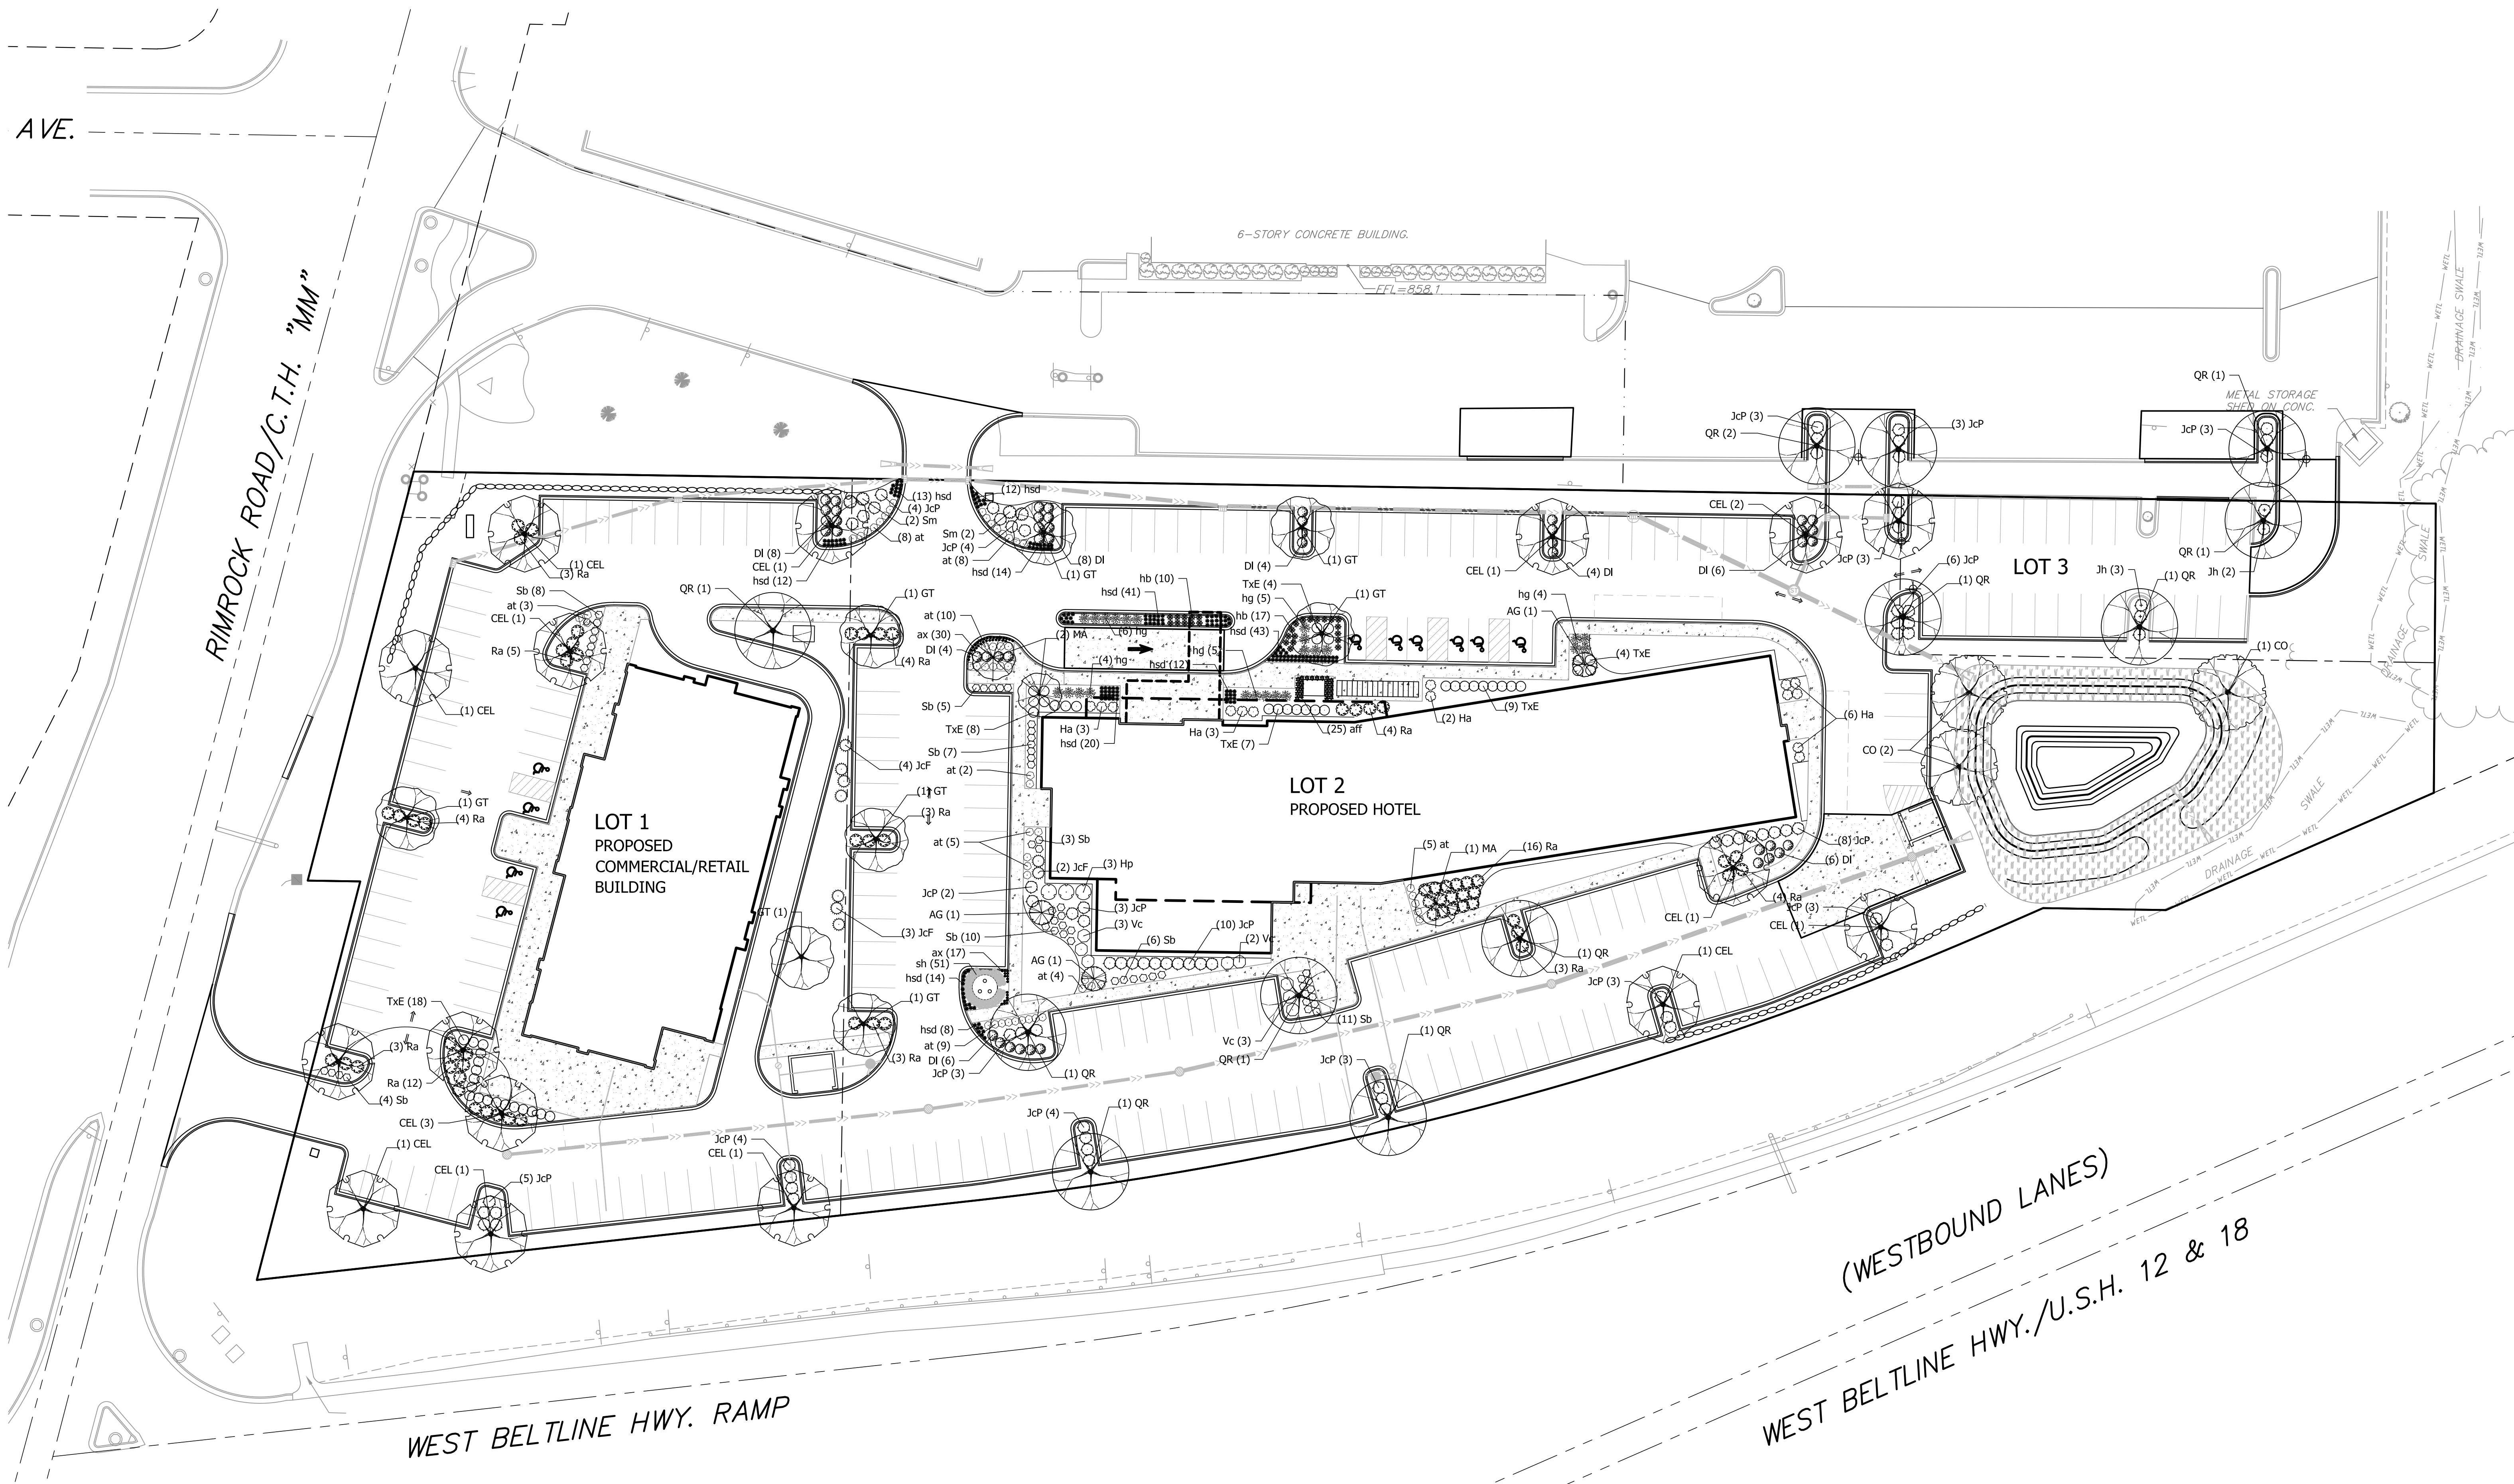 AVE.
RIMROCK ROAD/C.T.H. "MM"
6-STORY CONCRETE BUILDING.
FFL=858.1
DRAINAGE SWALE
WETL
WETL
WETL
WETL
QR (1)
METAL STORAGE
SHED ON CONC.
JcP (3)
QR (2)
(3) JcP
JcP (3)
(13) hsd
(4) JcP
(2) Sm
(8) at
(12) hsd
Sm (2)
JcP (4)
at (8)
hsd (14)
(8) Dl
(1) GT
Dl (8)
CEL (1)
hsd (12)
(1) CEL
(3) Ra
Dl (4)
(1) GT
CEL (1)
(4) Dl
CEL (2)
Dl (6)
JcP (3)
(6) JcP
(1) QR
LOT 3
Jh (3)
(1) QR
QR (1)
Jh (2)
Sb (8)
at (3)
CEL (1)
Ra (5)
QR (1)
(1) GT
(4) Ra
at (10)
ax (30)
Dl (4)
hb (10)
hsd (41)
(2) MA
(6) hg
(4) hg
hsd (12)
TxE (4)
hg (5)
hb (17)
hsd (43)
hg (5)
(1) GT
hg (4)
AG (1)
(4) TxE
Sb (5)
TxE (8)
Sb (7)
at (2)
Ha (3)
hsd (20)
Ha (3)
TxE (7)
(25) aff
(4) Ra
(2) Ha
(9) TxE
(6) Ha
(1) CO
CO (2)
DRAINAGE
SWALE
(1) CEL
(4) JcF
(1) GT
(3) Ra
(1) GT
(4) Ra
LOT 1
PROPOSED
COMMERCIAL/RETAIL
BUILDING
LOT 2
PROPOSED HOTEL
at (5)
(3) Sb
(2) JcF
(3) Hp
JcP (2)
AG (1)
Sb (10)
(3) JcP
(3) Vc
(6) Sb
(10) JcP
(2) Vc
AG (1)
at (4)
ax (17)
sh (51)
hsd (14)
(5) at
(1) MA
(16) Ra
(8) JcP
(6) Dl
CEL (1)
(4) Ra
JcP (3)
CEL (1)
(1) QR
(3) Ra
(1) CEL
JcP (3)
SWALE
DRAINAGE
GT (1)
(3) JcF
(1) GT
(3) Ra
TxE (18)
(3) Ra
Ra (12)
(4) Sb
CEL (3)
hsd (8)
at (9)
Dl (6)
JcP (3)
(1) QR
Vc (3)
QR (1)
(11) Sb
JcP (3)
(1) QR
JcP (4)
(1) QR
JcP (4)
CEL (1)
(1) CEL
CEL (1)
(5) JcP
(WESTBOUND LANES)
WEST BELTLINE HWY./U.S.H. 12 & 18
WEST BELTLINE HWY. RAMP